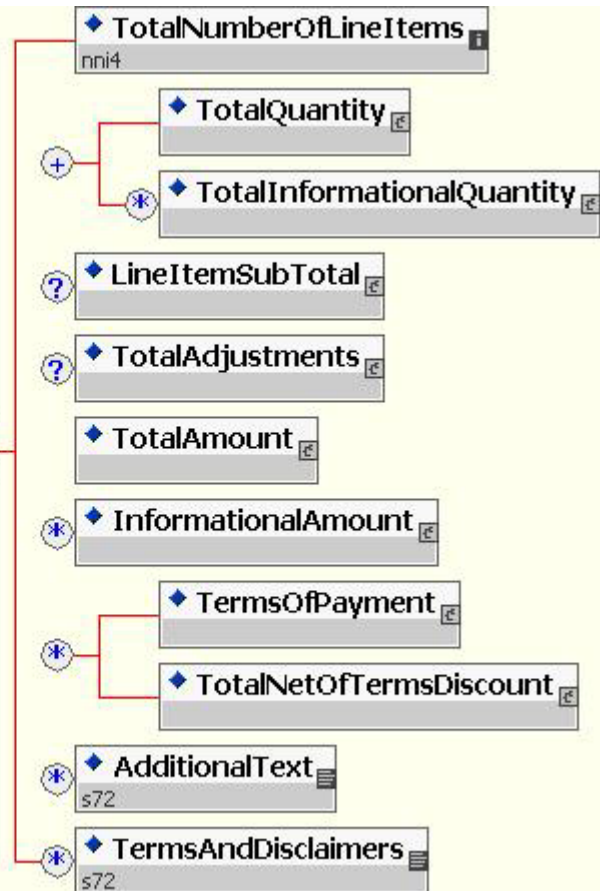 TotalNumberOfLineItems
nni4
TotalQuantity
+
TotalInformationalQuantity
*
LineItemSubTotal
?
TotalAdjustments
?
TotalAmount
InformationalAmount
*
TermsOfPayment
*
TotalNetOfTermsDiscount
AdditionalText
*
s72
TermsAndDisclaimers
*
s72